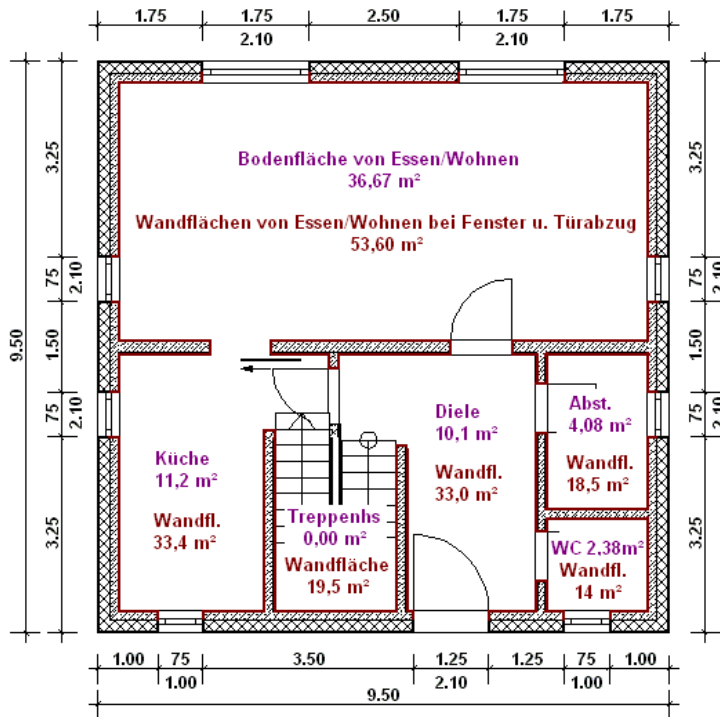 1.75 1.75 2.50 1.75 1.75
2.10 2.10
Bodenfläche von Essen/Wohnen
36,67 m²
Wandflächen von Essen/Wohnen bei Fenster u. Türabzug
53,60 m²
9.50
3.25
75
2.10
1.50
75
2.10
3.25
3.25
75
2.10
1.50
75
2.10
3.25
Küche
11,2 m²
Wandfl.
33,4 m²
Treppenhs
0,00 m²
Wandfläche
19,5 m²
Diele
10,1 m²
Wandfl.
33,0 m²
Abst.
4,08 m²
Wandfl.
18,5 m²
WC 2,38m²
Wandfl.
14 m²
1.00 75 3.50 1.25 1.25 75 1.00
1.00 2.10 1.00
9.50